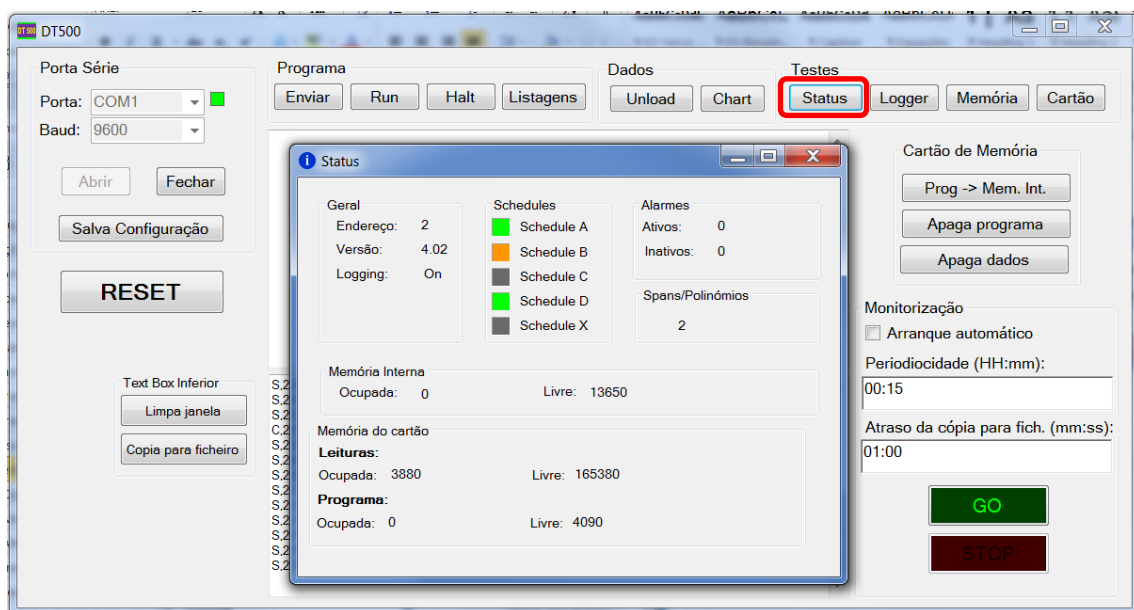 DT500
Porta Série
Porta: COM1
Baud: 9600
Abrir Fechar
Salva Configuração
RESET
Text Box Inferior
Limpa janela
Copia para ficheiro
Programa
Enviar Run Halt Listagens
Dados
Unload Chart
Testes
Status Logger Memória Cartão
Status
Geral
Endereço: 2
Versão: 4.02
Logging: On
Schedules
Schedule A
Schedule B
Schedule C
Schedule D
Schedule X
Alarmes
Ativos: 0
Inativos: 0
Spans/Polinómios
2
Memória Interna
Ocupada: 0 Livre: 13650
Memória do cartão
Leituras:
Ocupada: 3880 Livre: 165380
Programa:
Ocupada: 0 Livre: 4090
Cartão de Memória
Prog -> Mem. Int.
Apaga programa
Apaga dados
Monitorização
Arranque automático
Periodiocidade (HH:mm):
00:15
Atraso da cópia para fich. (mm:ss):
01:00
GO
STOP